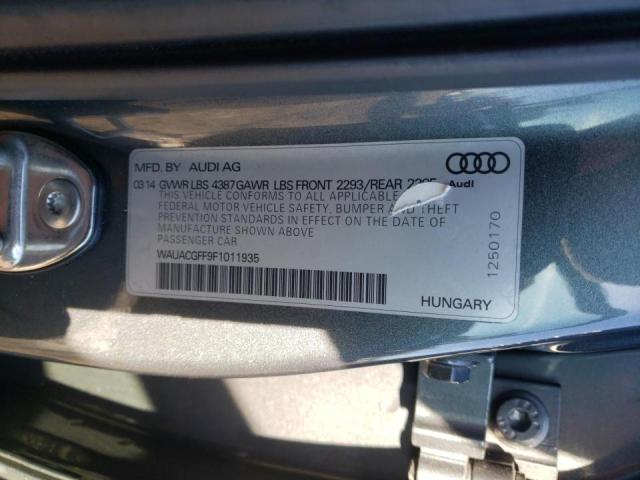 MFD. BY AUDI AG
0314 GVWR LBS 4387 GAWR LBS FRONT 2293/REAR
Audi
THIS VEHICLE CONFORMS TO ALL APPLICABLE
FEDERAL MOTOR VEHICLE SAFETY, BUMPER AND THEFT
PREVENTION STANDARDS IN EFFECT ON THE DATE OF
MANUFACTURE SHOWN ABOVE
PASSENGER CAR
WAUACGFF9F1011935
HUNGARY
1250170